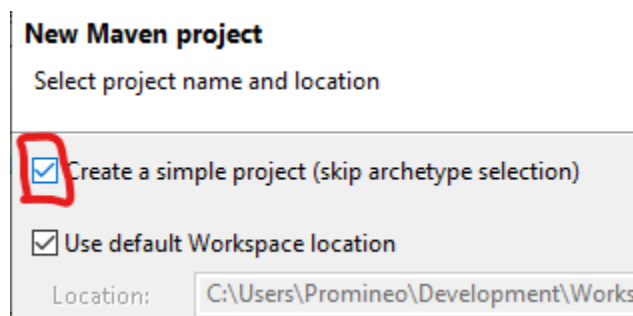 New Maven project
Select project name and location
Create a simple project (skip archetype selection)
Use default Workspace location
Location: C:\Users\Promineo\Development\Works